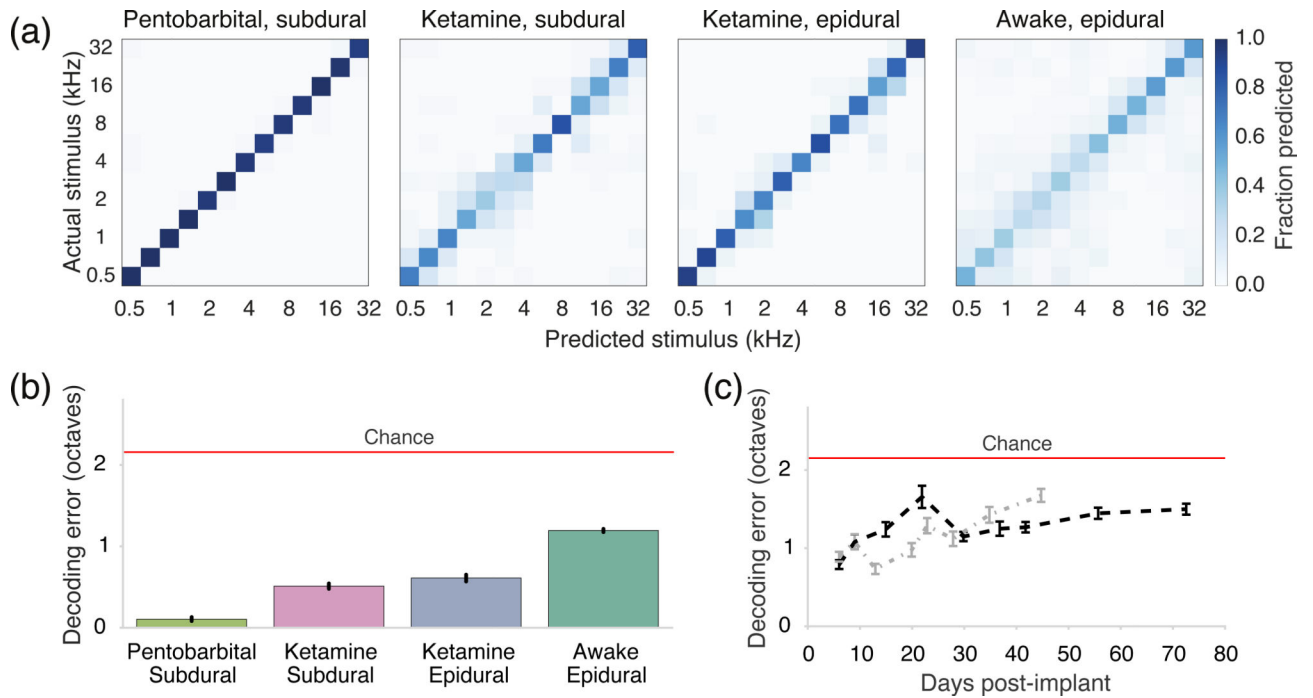 (a)
Pentobarbital, subdural
Ketamine, subdural
Ketamine, epidural
Awake, epidural
Actual stimulus (kHz)
32
16
8
4
2
1
0.5
0.5 1 2 4 8 16 32
0.5 1 2 4 8 16 32
0.5 1 2 4 8 16 32
0.5 1 2 4 8 16 32
Predicted stimulus (kHz)
1.0
0.8
0.6
0.4
0.2
0.0
Fraction predicted
(b)
Decoding error (octaves)
2
1
0
Chance
Pentobarbital
Subdural
Ketamine
Subdural
Ketamine
Epidural
Awake
Epidural
(c)
Decoding error (octaves)
2
1
0
Chance
0 10 20 30 40 50 60 70 80
Days post-implant